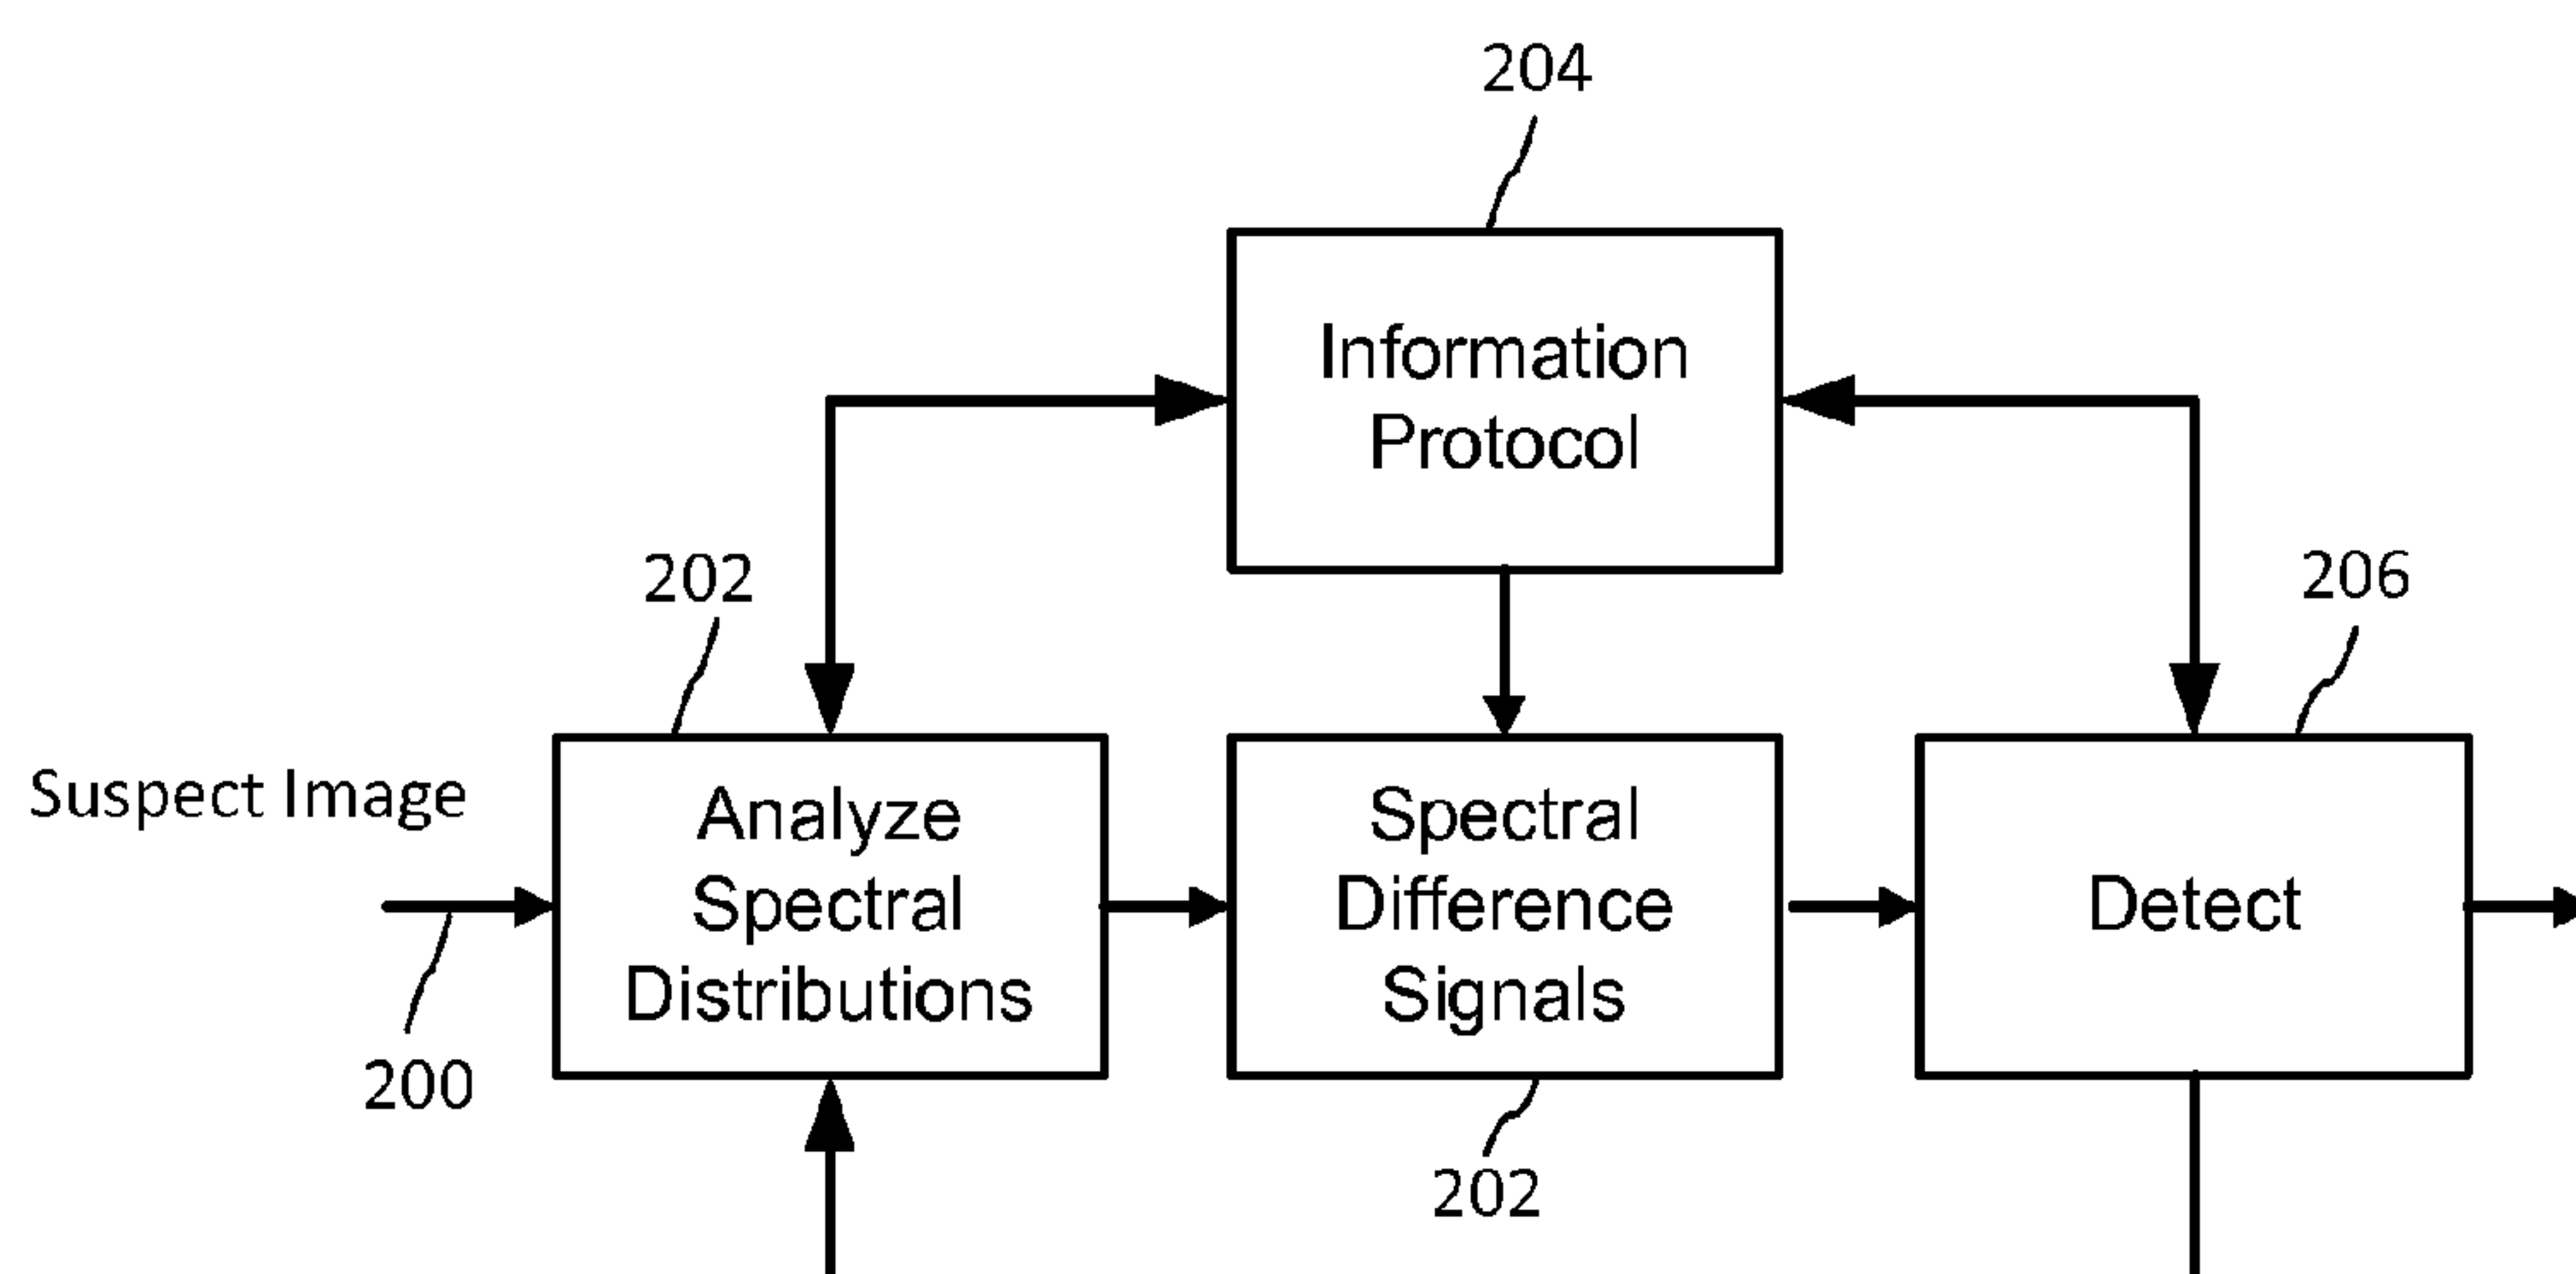 204
Information
Protocol
202
206
Suspect Image
Analyze
Spectral
Distributions
Spectral
Difference
Signals
Detect
200
202